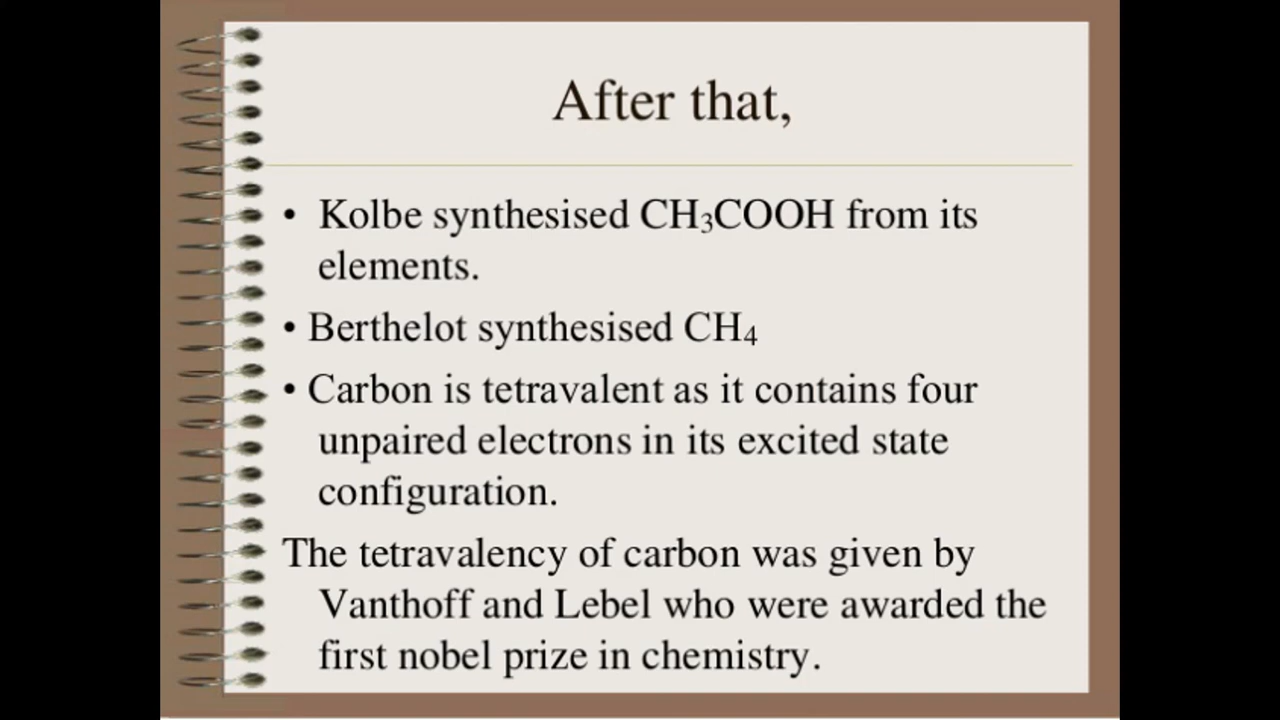 After that,
• Kolbe synthesised CH₃COOH from its
elements.
• Berthelot synthesised CH₄
• Carbon is tetravalent as it contains four
unpaired electrons in its excited state
configuration.
The tetravalency of carbon was given by
Vanthoff and Lebel who were awarded the
first nobel prize in chemistry.